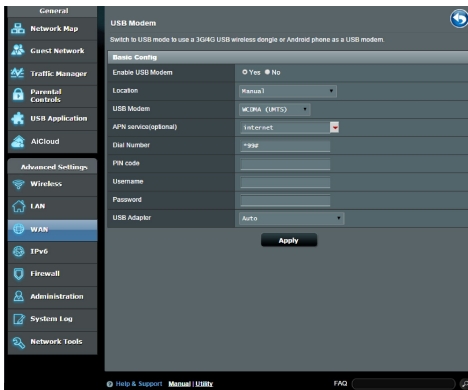 General
Network Map
Guest Network
Traffic Manager
Parental
Controls
USB Application
AiCloud
Advanced Settings
Wireless
LAN
WAN
IPv6
Firewall
Administration
System Log
Network Tools
USB Modem
Switch to USB mode to use a 3G/4G USB wireless dongle or Android phone as a USB modem.
Basic Config
Enable USB Modem
Yes No
Location
Manual
USB Modem
WCDMA (UMTS)
APN service(optional)
internet
Dial Number
*99#
PIN code
Username
Password
USB Adaptor
Auto
Apply
Help & Support Manual | Utility
FAQ